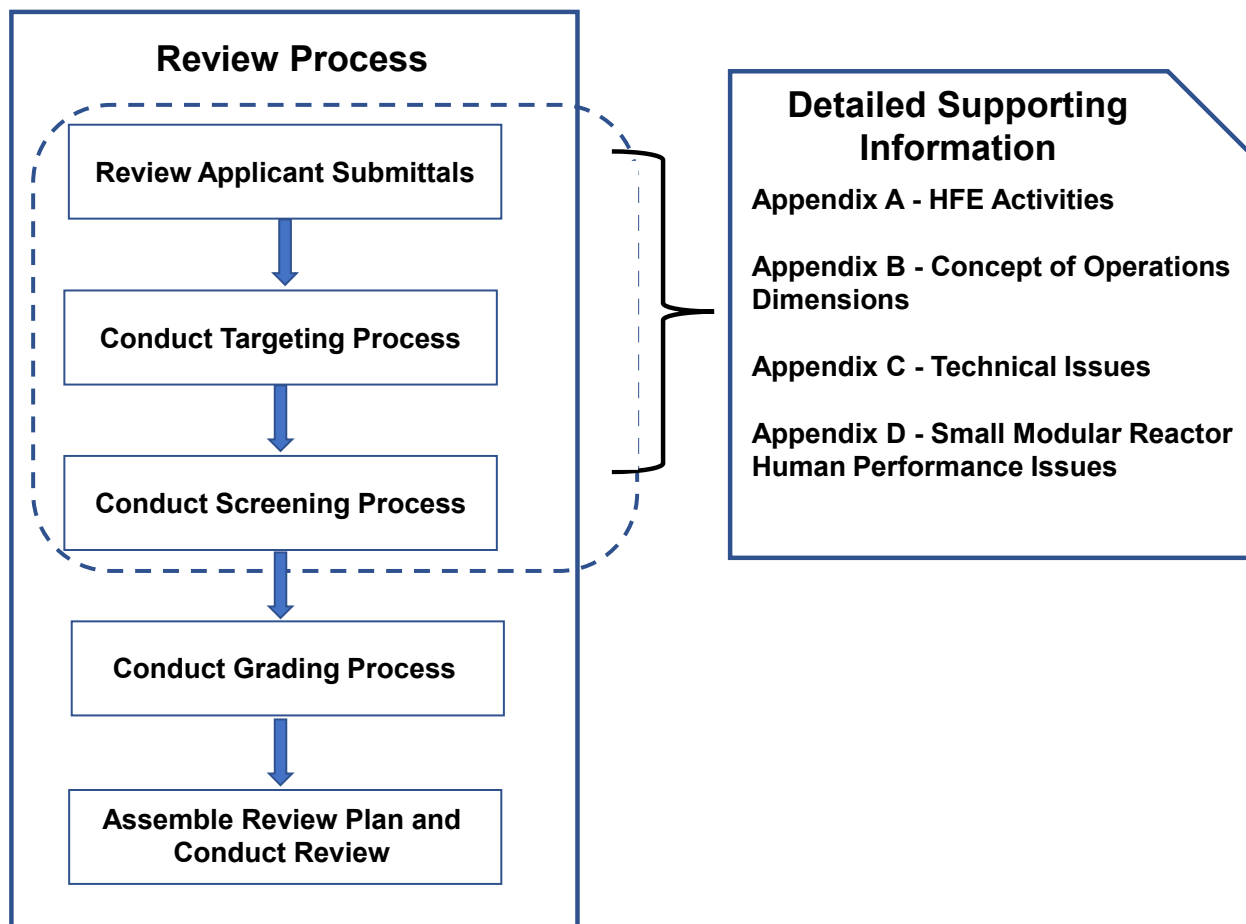 Review Process
Review Applicant Submittals
Conduct Targeting Process
Conduct Screening Process
Conduct Grading Process
Assemble Review Plan and
Conduct Review
Detailed Supporting
Information
Appendix A - HFE Activities
Appendix B - Concept of Operations
Dimensions
Appendix C - Technical Issues
Appendix D - Small Modular Reactor
Human Performance Issues